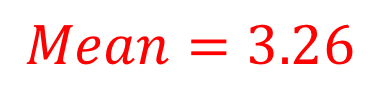 Mean = 3.26